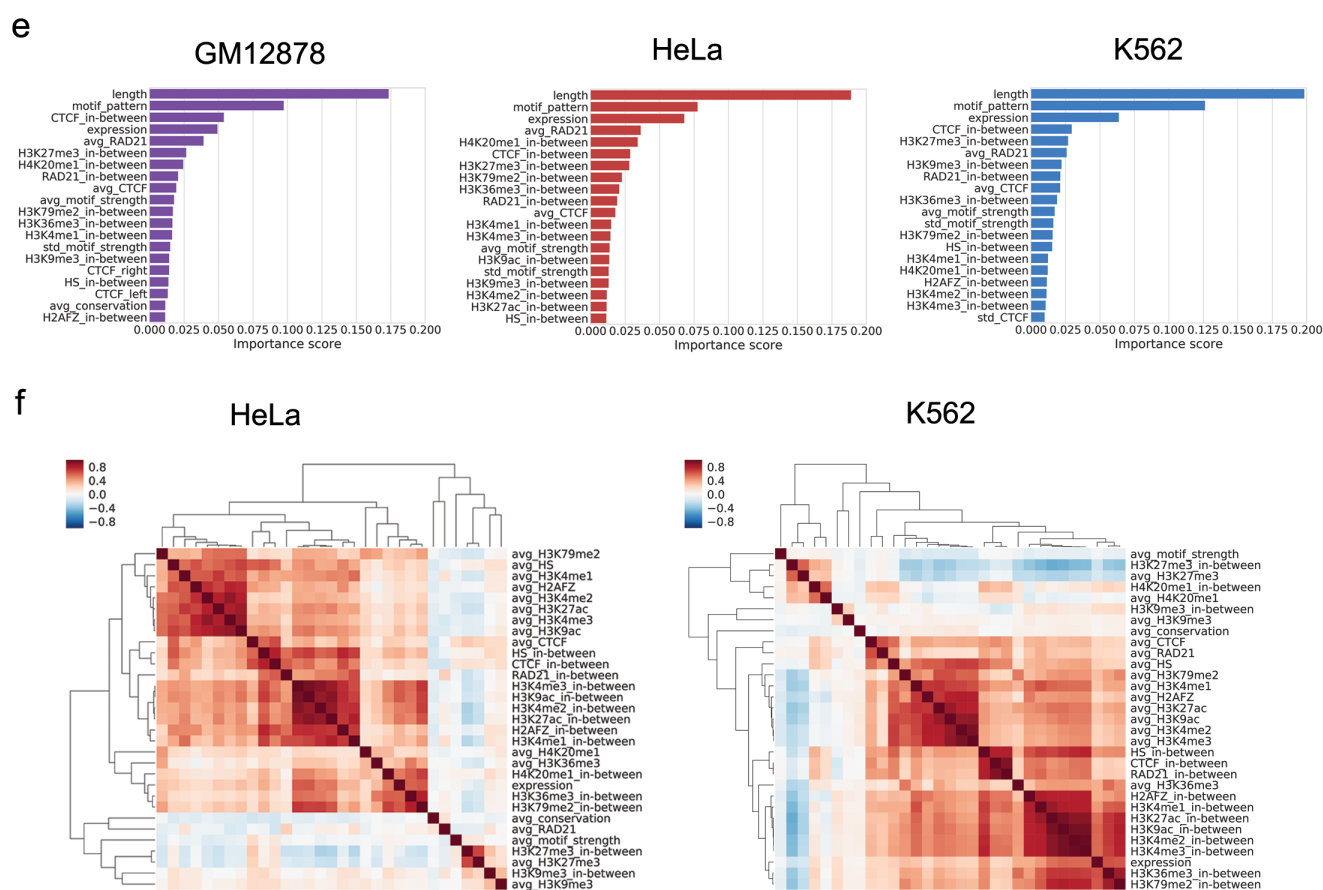 e
GM12878
length
motif_pattern
CTCF_in-between
expression
avg_RAD21
H3K27me3_in-between
H4K20me1_in-between
RAD21_in-between
avg_CTCF
avg_motif_strength
H3K79me2_in-between
H3K36me3_in-between
H3K4me1_in-between
std_motif_strength
H3K9me3_in-between
CTCF_right
HS_in-between
CTCF_left
avg_conservation
H2AFZ_in-between
0.000 0.025 0.050 0.075 0.100 0.125 0.150 0.175 0.200
Importance score
HeLa
length
motif_pattern
expression
avg_RAD21
H4K20me1_in-between
CTCF_in-between
H3K27me3_in-between
H3K79me2_in-between
H3K36me3_in-between
RAD21_in-between
avg_CTCF
H3K4me1_in-between
H3K4me3_in-between
avg_motif_strength
H3K9ac_in-between
std_motif_strength
H3K9me3_in-between
H3K4me2_in-between
H3K27ac_in-between
HS_in-between
0.000 0.025 0.050 0.075 0.100 0.125 0.150 0.175 0.200
Importance score
K562
length
motif_pattern
expression
CTCF_in-between
H3K27me3_in-between
avg_RAD21
H3K9me3_in-between
RAD21_in-between
avg_CTCF
H3K36me3_in-between
avg_motif_strength
std_motif_strength
H3K79me2_in-between
HS_in-between
H3K4me1_in-between
H4K20me1_in-between
H2AFZ_in-between
H3K4me2_in-between
H3K4me3_in-between
std_CTCF
0.000 0.025 0.050 0.075 0.100 0.125 0.150 0.175 0.200
Importance score
f
HeLa
0.8
0.4
0.0
−0.4
−0.8
avg_H3K79me2
avg_HS
avg_H3K4me1
avg_H2AFZ
avg_H3K4me2
avg_H3K27ac
avg_H3K4me3
avg_H3K9ac
avg_CTCF
HS_in-between
CTCF_in-between
RAD21_in-between
H3K4me3_in-between
H3K9ac_in-between
H3K4me2_in-between
H3K27ac_in-between
H2AFZ_in-between
H3K4me1_in-between
avg_H4K20me1
avg_H3K36me3
H4K20me1_in-between
expression
H3K36me3_in-between
H3K79me2_in-between
avg_conservation
avg_RAD21
avg_motif_strength
H3K27me3_in-between
avg_H3K27me3
H3K9me3_in-between
avg_H3K9me3
K562
0.8
0.4
0.0
−0.4
−0.8
avg_motif_strength
H3K27me3_in-between
avg_H3K27me3
H4K20me1_in-between
avg_H4K20me1
H3K9me3_in-between
avg_H3K9me3
avg_conservation
avg_CTCF
avg_RAD21
avg_HS
avg_H3K79me2
avg_H3K4me1
avg_H2AFZ
avg_H3K27ac
avg_H3K9ac
avg_H3K4me2
avg_H3K4me3
HS_in-between
CTCF_in-between
RAD21_in-between
avg_H3K36me3
H2AFZ_in-between
H3K4me1_in-between
H3K27ac_in-between
H3K9ac_in-between
H3K4me2_in-between
H3K4me3_in-between
expression
H3K36me3_in-between
H3K79me2_in-between